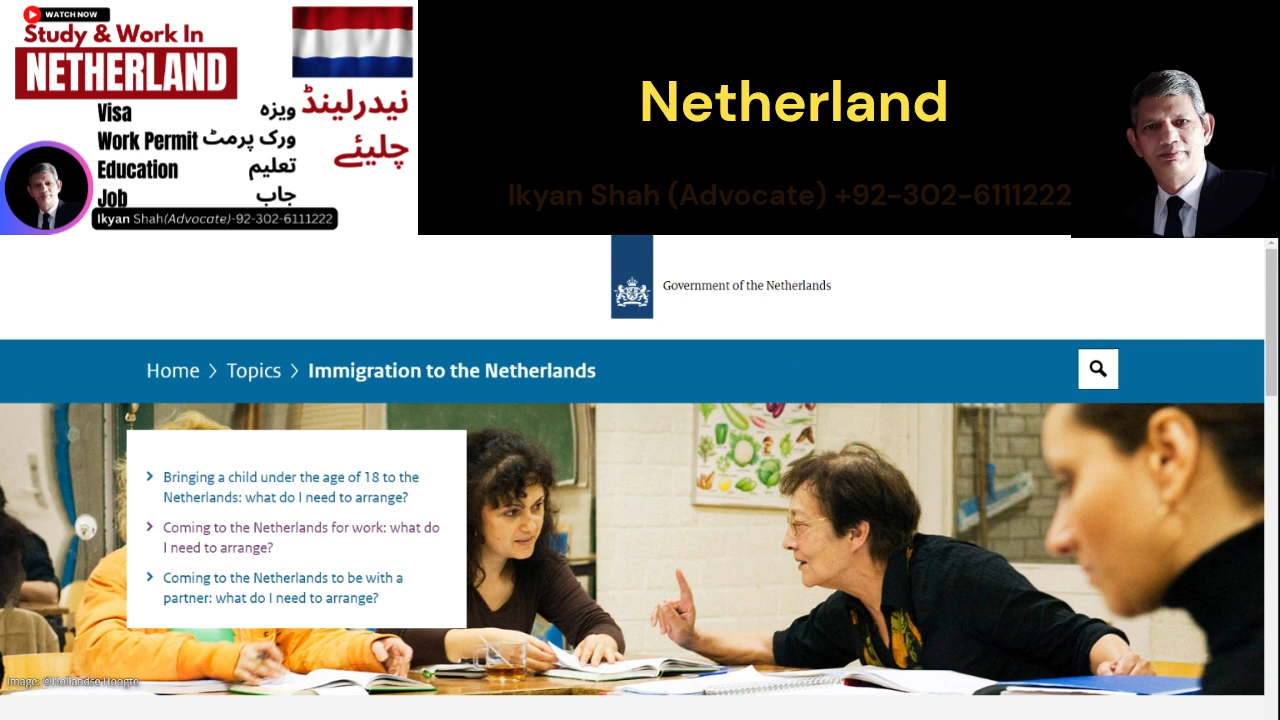 WATCH NOW
Study & Work In
NETHERLAND
نیدرلینڈ
چلیئے
Visa
ویزہ
Work Permit
ورک پرمٹ
Education
تعلیم
Job
جاب
Ikyan Shah(Advocate)-92-302-6111222
Netherland
Ikyan Shah (Advocate) +92-302-6111222
Government of the Netherlands
Home > Topics > Immigration to the Netherlands
Bringing a child under the age of 18 to the
Netherlands: what do I need to arrange?
Coming to the Netherlands for work: what do
I need to arrange?
Coming to the Netherlands to be with a
partner: what do I need to arrange?
Image: ©Hollandse Hoogte